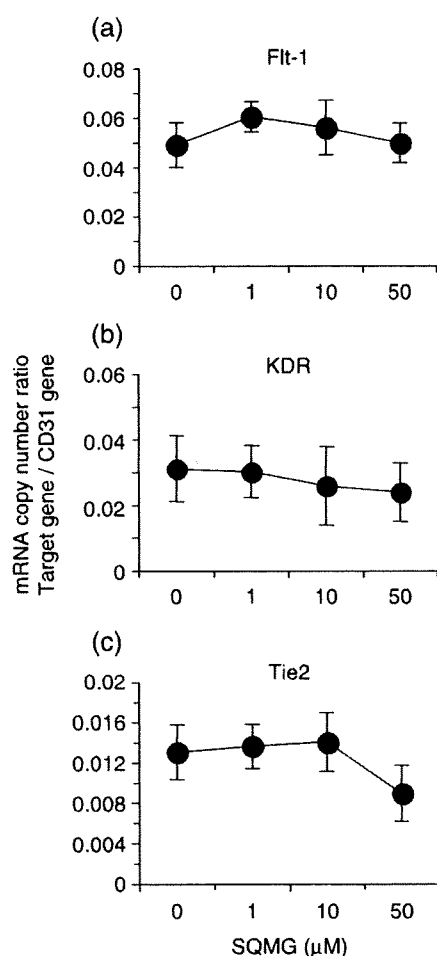 (a)
Flt-1
0.08
0.06
0.04
0.02
0
0 1 10 50
(b)
KDR
0.06
0.04
0.02
0
0 1 10 50
mRNA copy number ratio
Target gene / CD31 gene
(c)
Tie2
0.02
0.016
0.012
0.008
0.004
0
0 1 10 50
SQMG (μM)